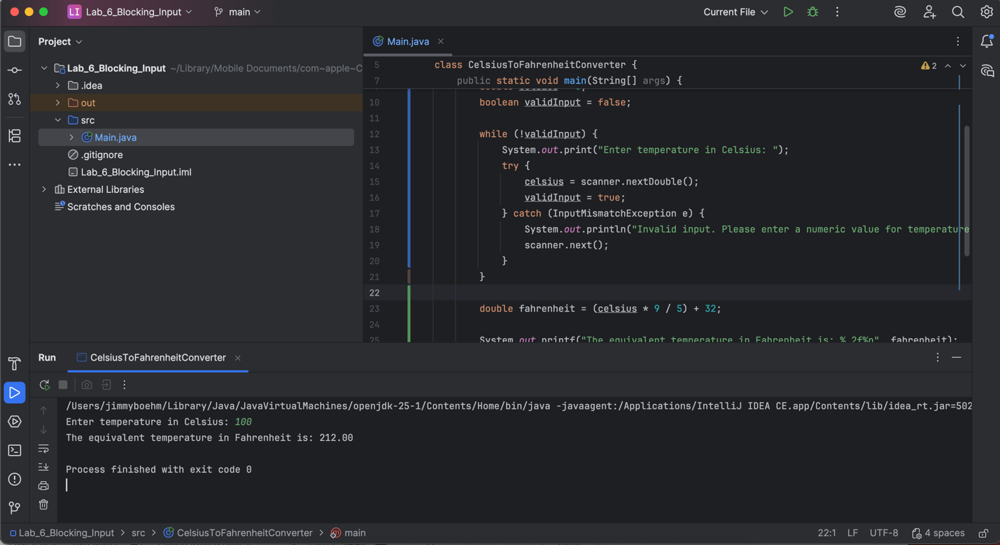 LI Lab_6_Blocking_Input main Current File
Project
Main.java
Lab_6_Blocking_Input ~/Library/Mobile Documents/com~apple~C
.idea
out
src
Main.java
.gitignore
Lab_6_Blocking_Input.iml
External Libraries
Scratches and Consoles
5 class CelsiusToFahrenheitConverter {
2
7 public static void main(String[] args) {
10 boolean validInput = false;
11
12 while (!validInput) {
13 System.out.print("Enter temperature in Celsius: ");
14 try {
15 celsius = scanner.nextDouble();
16 validInput = true;
17 } catch (InputMismatchException e) {
18 System.out.println("Invalid input. Please enter a numeric value for temperature
19 scanner.next();
20 }
21 }
22
23 double fahrenheit = (celsius * 9 / 5) + 32;
24
25 System.out.printf("The equivalent temperature in Fahrenheit is: %.2f%n", fahrenheit);
Run CelsiusToFahrenheitConverter
/Users/jimmyboehm/Library/Java/JavaVirtualMachines/openjdk-25-1/Contents/Home/bin/java -javaagent:/Applications/IntelliJ IDEA CE.app/Contents/lib/idea_rt.jar=502
Enter temperature in Celsius: 100
The equivalent temperature in Fahrenheit is: 212.00
Process finished with exit code 0
Lab_6_Blocking_Input > src > CelsiusToFahrenheitConverter > main 22:1 LF UTF-8 4 spaces